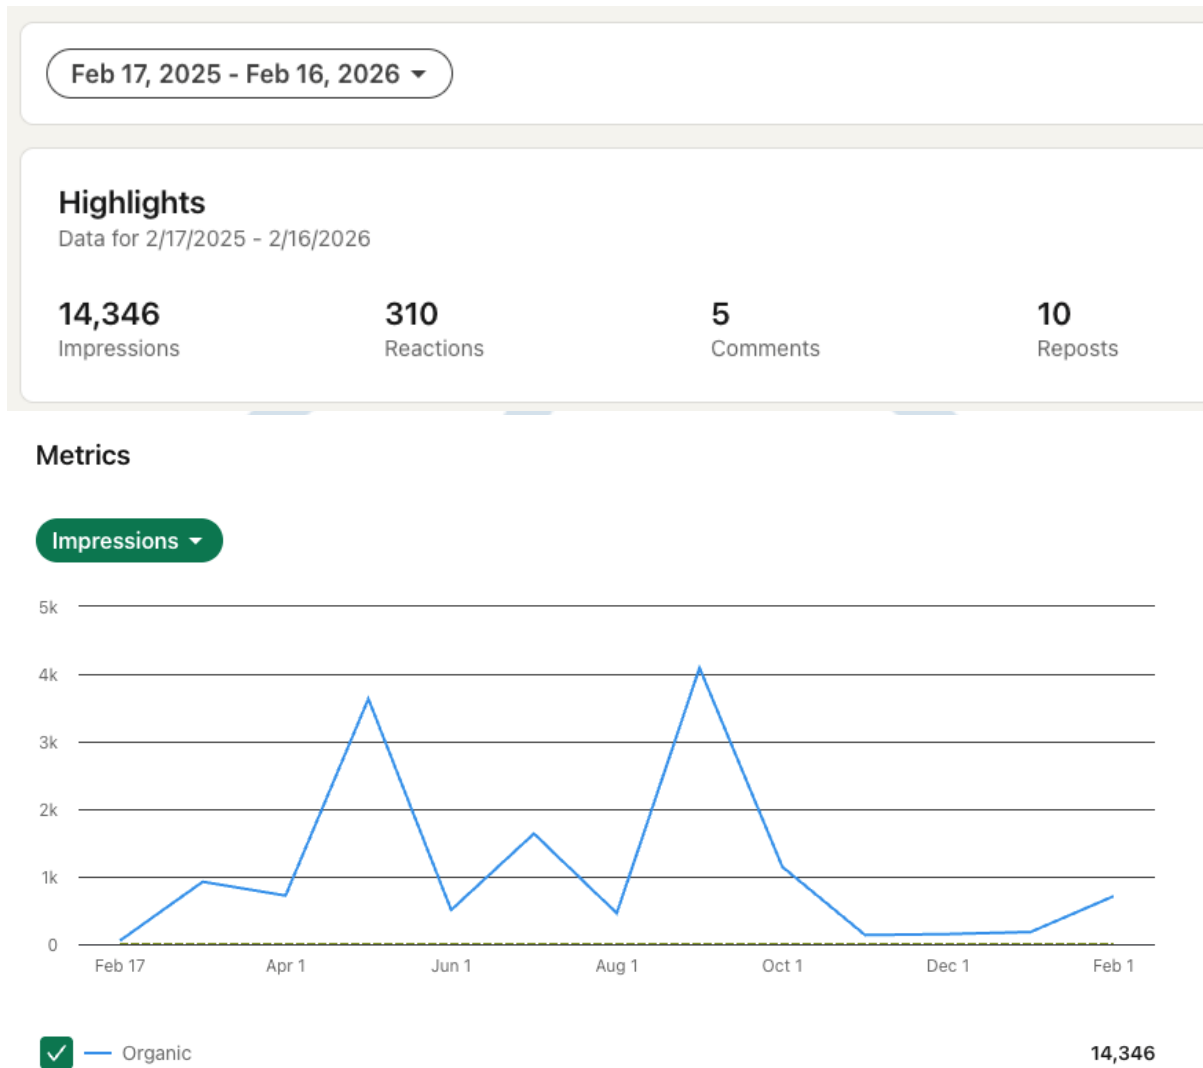 Feb 17, 2025 - Feb 16, 2026
Highlights
Data for 2/17/2025 - 2/16/2026
14,346 310 5 10
Impressions Reactions Comments Reposts
Metrics
Impressions
5k
4k
3k
2k
1k
0
Feb 17 Apr 1 Jun 1 Aug 1 Oct 1 Dec 1 Feb 1
Organic 14,346